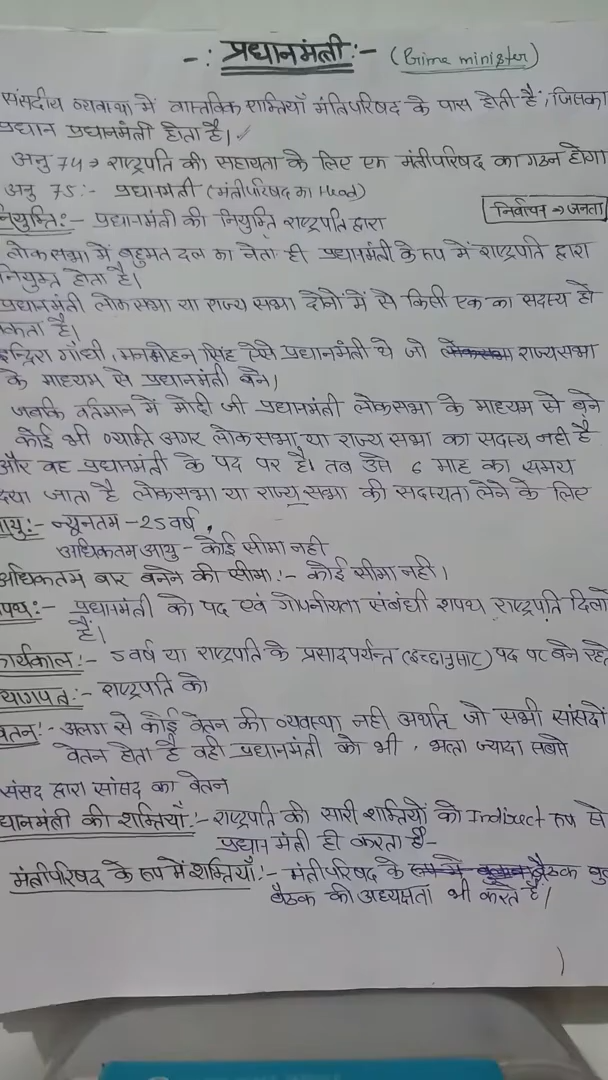 -: प्रधानमंत्री :- (Prime minister)
संसदीय व्यवस्था में वास्तविक शक्तियाँ मंत्रिपरिषद के पास होती है, जिसका
प्रधान प्रधानमंत्री होता है।
अनु 74 → राष्ट्रपति की सहायता के लिए एक मंत्रीपरिषद का गठन होगा
अनु 75 :- प्रधानमंत्री (मंत्रीपरिषद का Head)
निर्वाचन → जनता
नियुक्ति :- प्रधानमंत्री की नियुक्ति राष्ट्रपति द्वारा
लोकसभा में बहुमत दल का नेता ही प्रधानमंत्री के रूप में राष्ट्रपति द्वारा
नियुक्त होता है।
प्रधानमंत्री लोकसभा या राज्य सभा दोनों में से किसी एक का सदस्य हो
सकता है।
इन्दिरा गांधी, मनमोहन सिंह ऐसे प्रधानमंत्री थे जो राज्यसभा
के माध्यम से प्रधानमंत्री बने।
जबकि वर्तमान में मोदी जी प्रधानमंत्री लोकसभा के माध्यम से बने
कोई भी व्यक्ति अगर लोकसभा या राज्य सभा का सदस्य नही है
और वह प्रधानमंत्री के पद पर है। तब उसे 6 माह का समय
दिया जाता है लोकसभा या राज्य सभा की सदस्यता लेने के लिए
आयु :- न्यूनतम - 25 वर्ष,
अधिकतम आयु - कोई सीमा नही
अधिकतम बार बनने की सीमा :- कोई सीमा नही।
शपथ :- प्रधानमंत्री को पद एवं गोपनीयता संबंधी शपथ राष्ट्रपति दिलाते
हैं।
कार्यकाल :- 5 वर्ष या राष्ट्रपति के प्रसादपर्यन्त (इच्छानुसार) पद पर बने रहते
त्यागपत्र :- राष्ट्रपति को
वेतन :- अलग से कोई वेतन की व्यवस्था नही अर्थात जो सभी सांसदों
वेतन होता है वही प्रधानमंत्री को भी, भत्ता ज्यादा सबसे
संसद द्वारा सांसद का वेतन
प्रधानमंत्री की शक्तियाँ :- राष्ट्रपति की सारी शक्तियों को Indirect रूप से
प्रधान मंत्री ही करता है -
मंत्रीपरिषद के रूप में शक्तियाँ :- मंत्रीपरिषद के बैठक
बैठक की अध्यक्षता भी करते हैं।